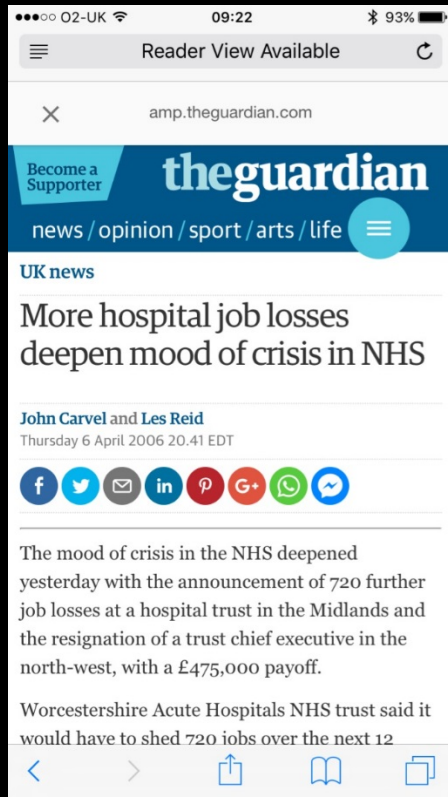 O2-UK 09:22 93%
Reader View Available
amp.theguardian.com
Become a
Supporter
theguardian
news / opinion / sport / arts / life
UK news
More hospital job losses
deepen mood of crisis in NHS
John Carvel and Les Reid
Thursday 6 April 2006 20.41 EDT
f in G+
The mood of crisis in the NHS deepened
yesterday with the announcement of 720 further
job losses at a hospital trust in the Midlands and
the resignation of a trust chief executive in the
north-west, with a £475,000 payoff.
Worcestershire Acute Hospitals NHS trust said it
would have to shed 720 jobs over the next 12